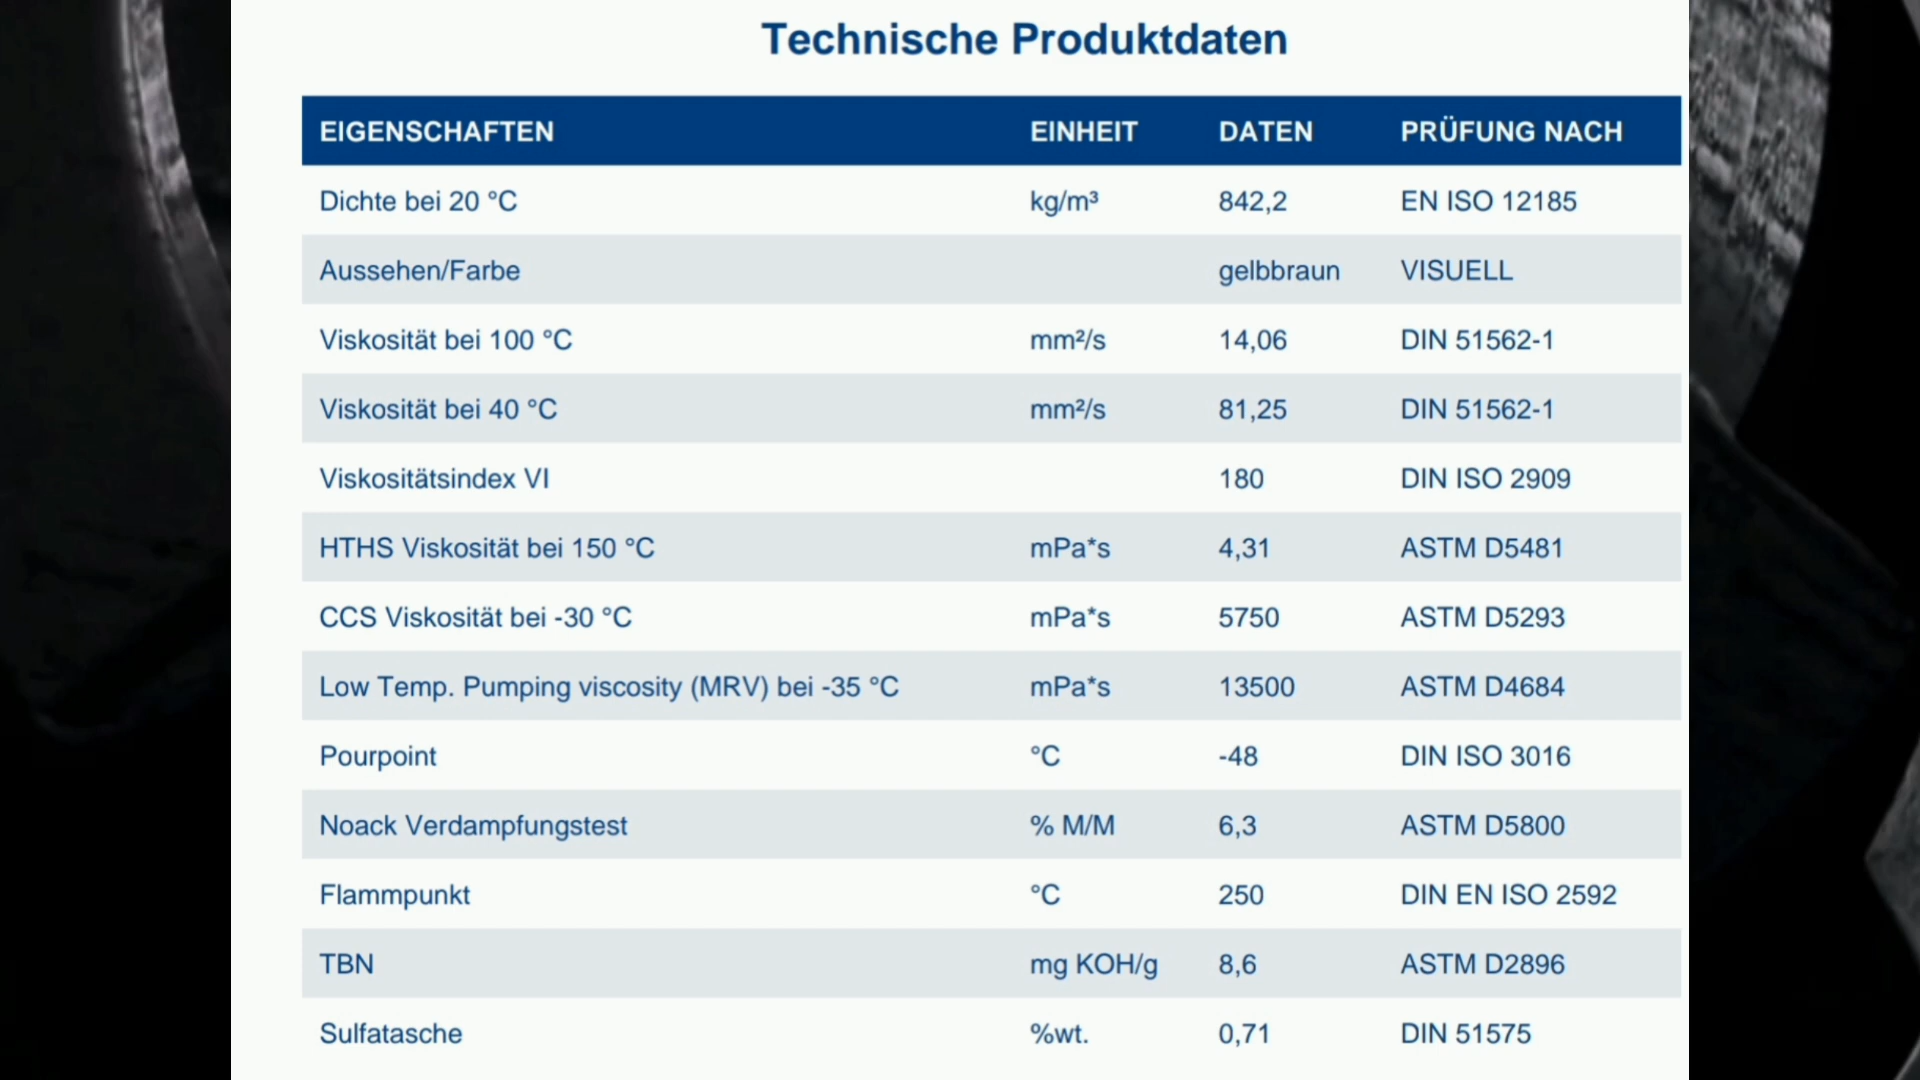 Technische Produktdaten
EIGENSCHAFTEN EINHEIT DATEN PRÜFUNG NACH
Dichte bei 20 °C kg/m³ 842,2 EN ISO 12185
Aussehen/Farbe gelbbraun VISUELL
Viskosität bei 100 °C mm²/s 14,06 DIN 51562-1
Viskosität bei 40 °C mm²/s 81,25 DIN 51562-1
Viskositätsindex VI 180 DIN ISO 2909
HTHS Viskosität bei 150 °C mPa*s 4,31 ASTM D5481
CCS Viskosität bei -30 °C mPa*s 5750 ASTM D5293
Low Temp. Pumping viscosity (MRV) bei -35 °C mPa*s 13500 ASTM D4684
Pourpoint °C -48 DIN ISO 3016
Noack Verdampfungstest % M/M 6,3 ASTM D5800
Flammpunkt °C 250 DIN EN ISO 2592
TBN mg KOH/g 8,6 ASTM D2896
Sulfatasche %wt. 0,71 DIN 51575